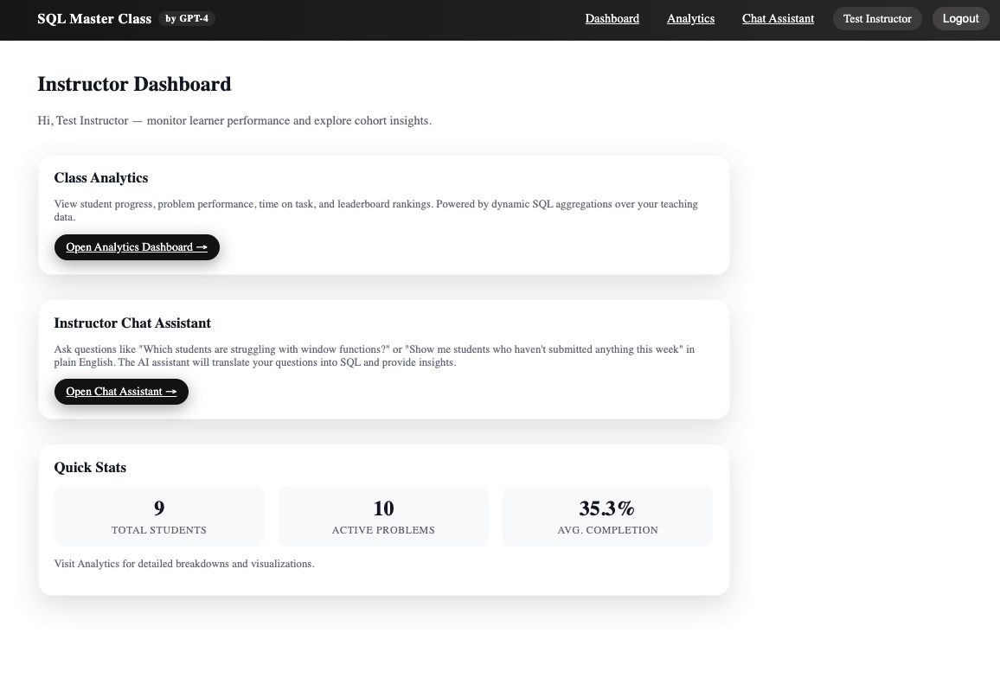 SQL Master Class by GPT-4 Dashboard Analytics Chat Assistant Test Instructor Logout
Instructor Dashboard
Hi, Test Instructor — monitor learner performance and explore cohort insights.
Class Analytics
View student progress, problem performance, time on task, and leaderboard rankings. Powered by dynamic SQL aggregations over your teaching
data.
Open Analytics Dashboard →
Instructor Chat Assistant
Ask questions like "Which students are struggling with window functions?" or "Show me students who haven't submitted anything this week" in
plain English. The AI assistant will translate your questions into SQL and provide insights.
Open Chat Assistant →
Quick Stats
9 10 35.3%
TOTAL STUDENTS ACTIVE PROBLEMS AVG. COMPLETION
Visit Analytics for detailed breakdowns and visualizations.